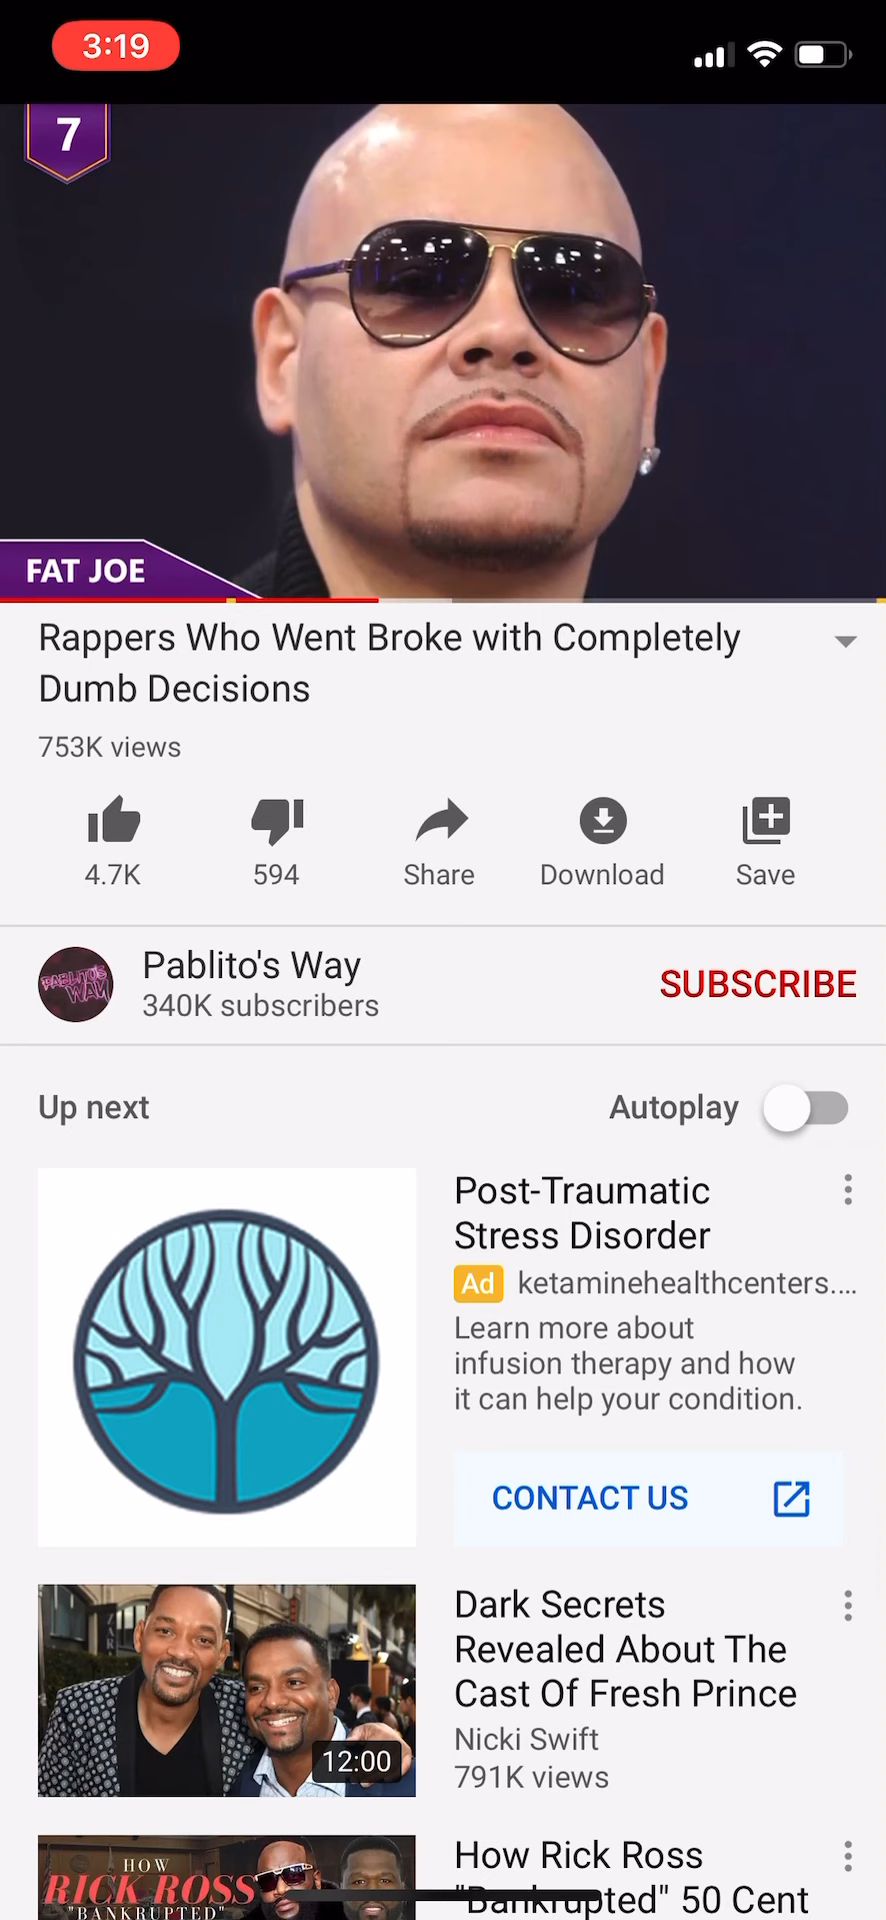 3:19
7
FAT JOE
Rappers Who Went Broke with Completely
Dumb Decisions
753K views
4.7K
594
Share
Download
Save
PABLITO'S
WAY
Pablito's Way
340K subscribers
SUBSCRIBE
Up next
Autoplay
Post-Traumatic
Stress Disorder
Ad ketaminehealthcenters....
Learn more about
infusion therapy and how
it can help your condition.
CONTACT US
12:00
Dark Secrets
Revealed About The
Cast Of Fresh Prince
Nicki Swift
791K views
HOW
RICK ROSS
"BANKRUPTED"
How Rick Ross
"Bankrupted" 50 Cent